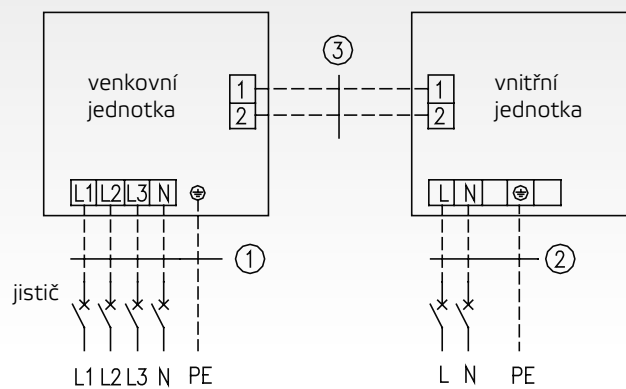 ③
venkovní
jednotka
vnitřní
jednotka
1
2
1
2
L1 L2 L3 N
L N
①
②
jistič
L1 L2 L3 N PE
L N PE